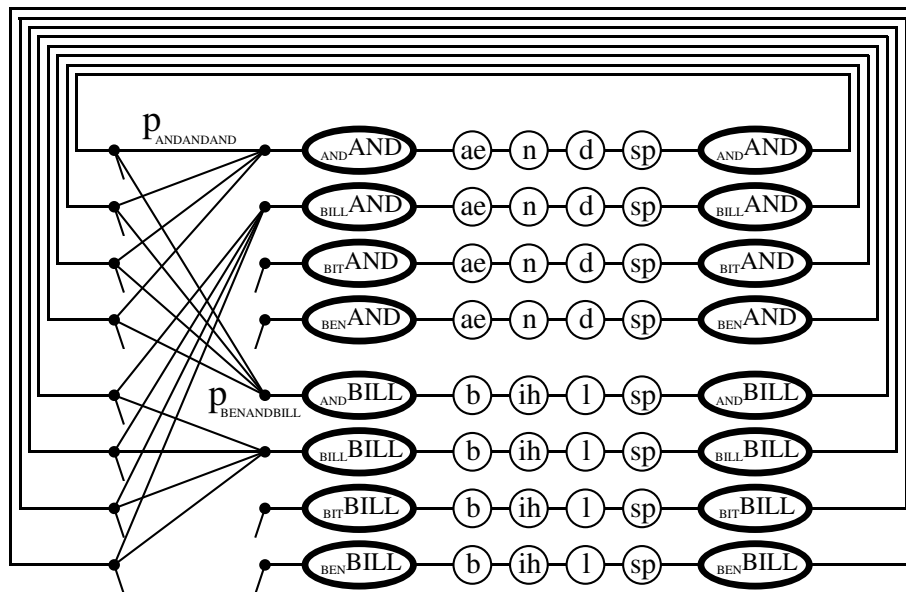 pANDANDAND
ANDAND ae n d sp ANDAND
BILLAND ae n d sp BILLAND
BITAND ae n d sp BITAND
BENAND ae n d sp BENAND
pBENANDBILL
ANDBILL b ih l sp ANDBILL
BILLBILL b ih l sp BILLBILL
BITBILL b ih l sp BITBILL
BENBILL b ih l sp BENBILL